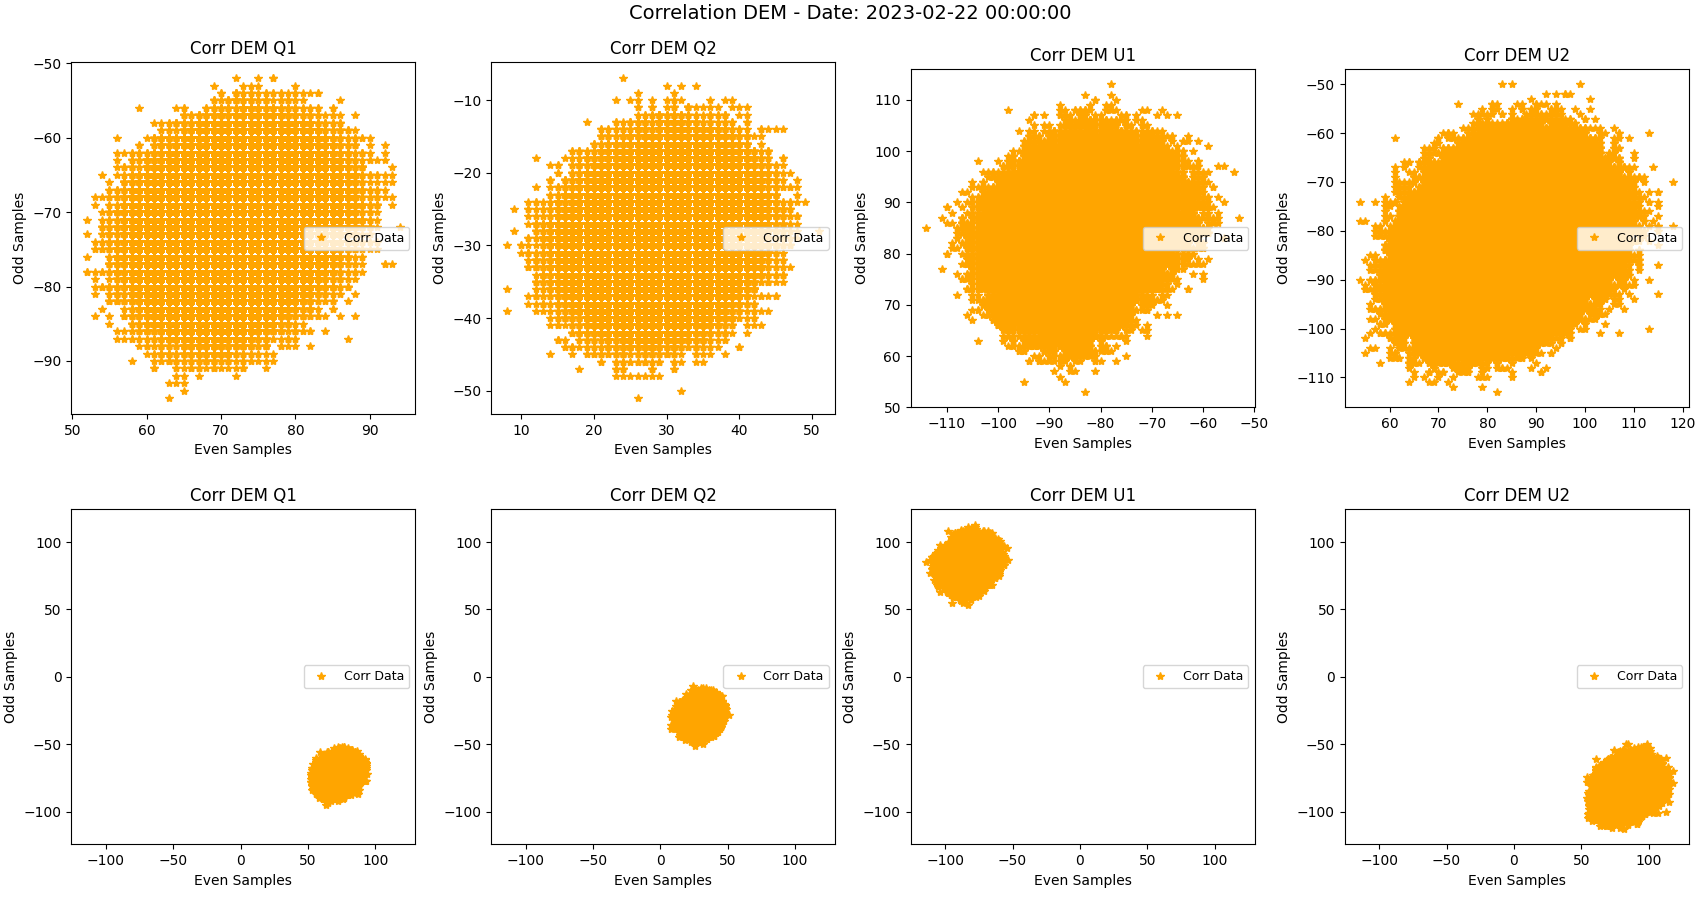 Correlation DEM - Date: 2023-02-22 00:00:00
Corr DEM Q1
Odd Samples
−50
−60
−70
−80
−90
50 60 70 80 90
Even Samples
Corr Data
Corr DEM Q2
Odd Samples
−10
−20
−30
−40
−50
10 20 30 40 50
Even Samples
Corr Data
Corr DEM U1
Odd Samples
110
100
90
80
70
60
50
−110 −100 −90 −80 −70 −60 −50
Even Samples
Corr Data
Corr DEM U2
Odd Samples
−50
−60
−70
−80
−90
−100
−110
60 70 80 90 100 110 120
Even Samples
Corr Data
Corr DEM Q1
Odd Samples
100
50
0
−50
−100
−100 −50 0 50 100
Even Samples
Corr Data
Corr DEM Q2
Odd Samples
100
50
0
−50
−100
−100 −50 0 50 100
Even Samples
Corr Data
Corr DEM U1
Odd Samples
100
50
0
−50
−100
−100 −50 0 50 100
Even Samples
Corr Data
Corr DEM U2
Odd Samples
100
50
0
−50
−100
−100 −50 0 50 100
Even Samples
Corr Data